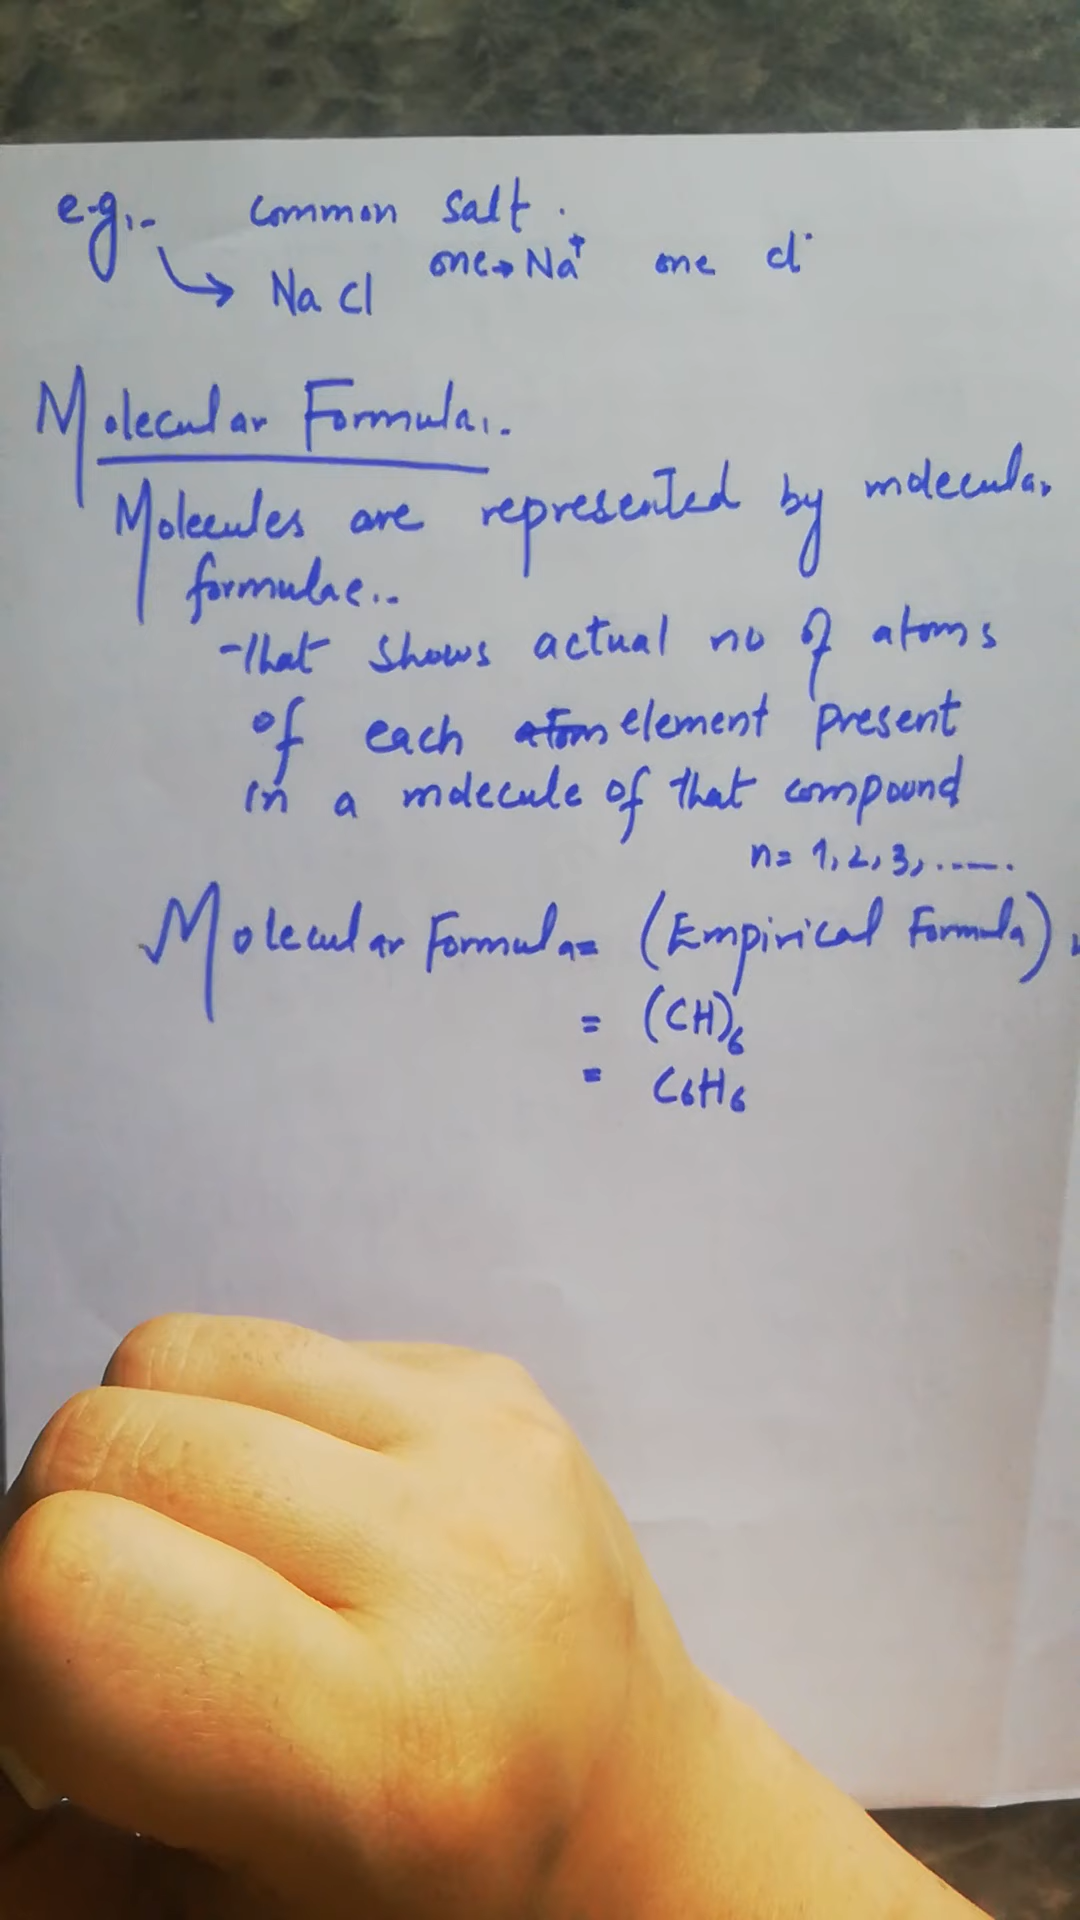 e.g:- common salt.
NaCl one→Na⁺ one Cl⁻
Molecular Formula:-
Molecules are represented by molecular
formulae..
-that shows actual no of atoms
of each atom element present
in a molecule of that compound
n= 1,2,3,......
Molecular Formula= (Empirical Formula)
= (CH)₆
= C₆H₆